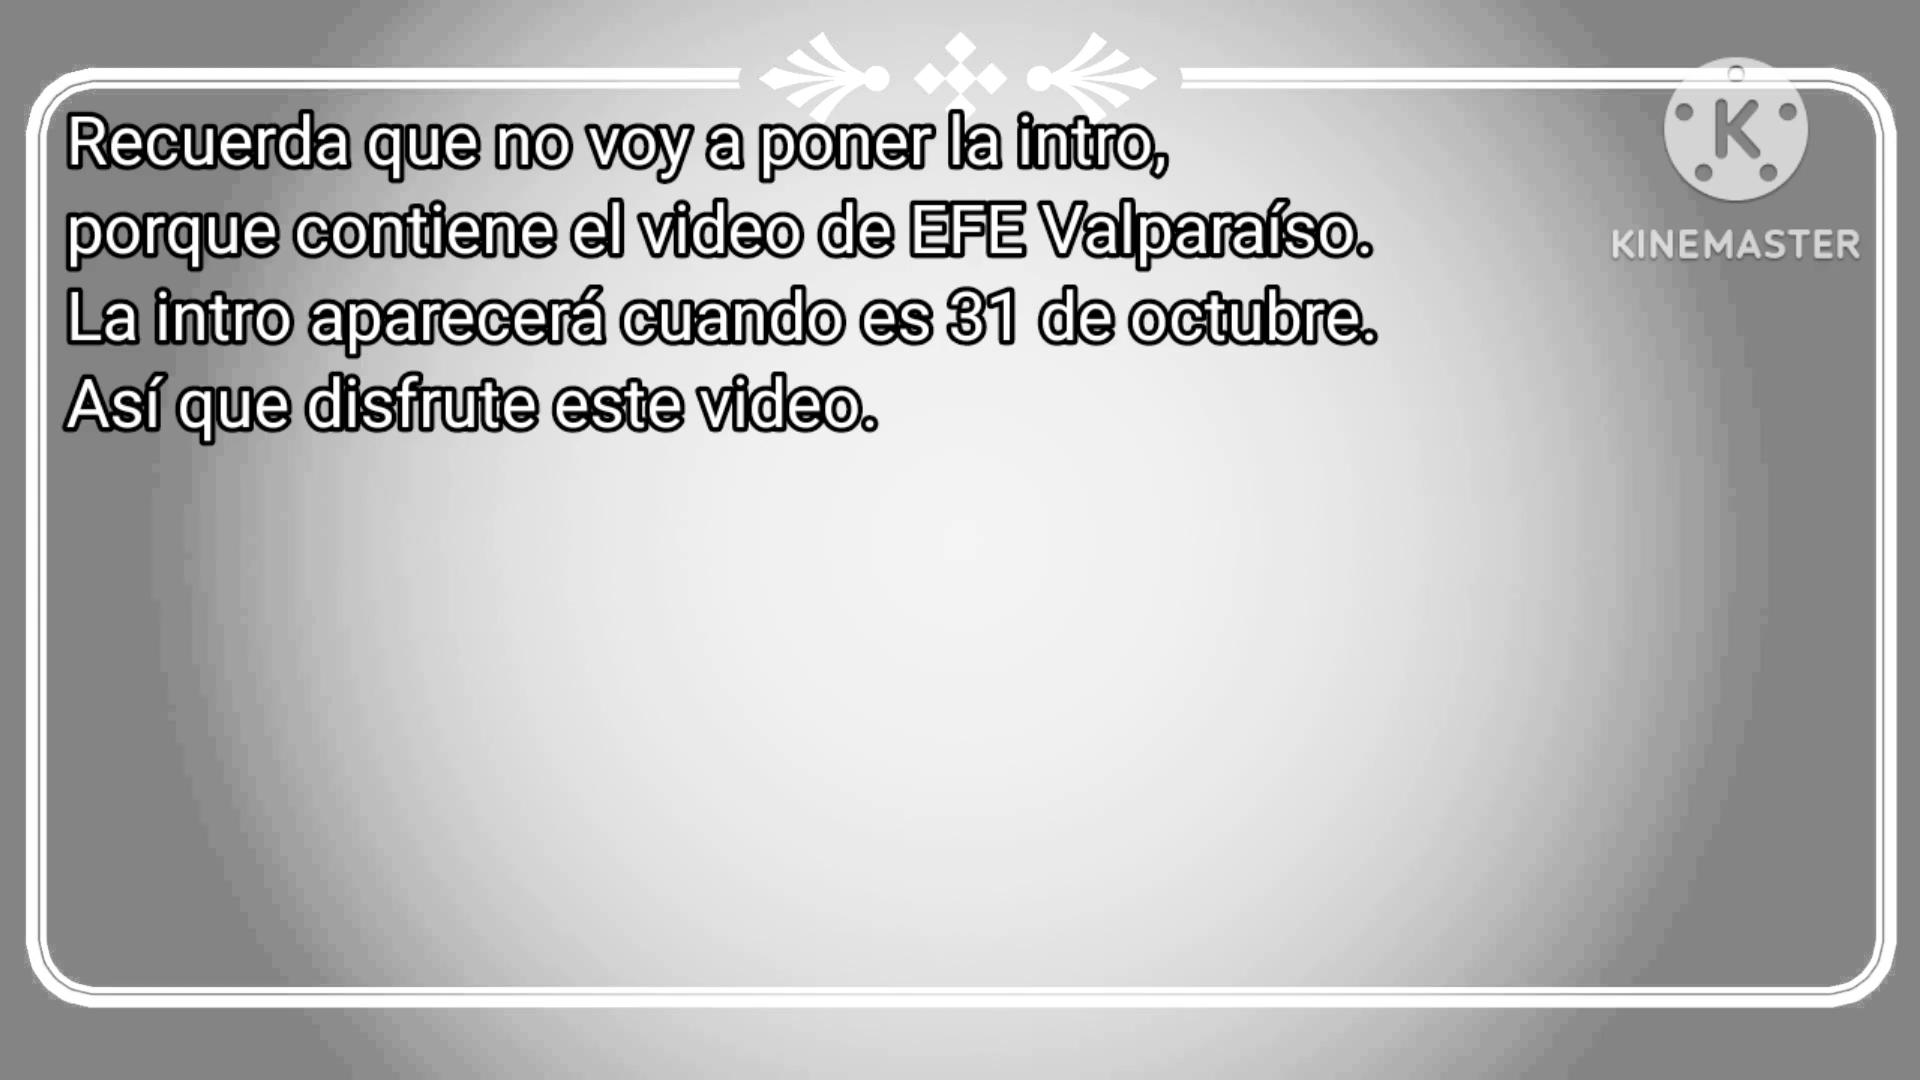 Recuerda que no voy a poner la intro,
porque contiene el video de EFE Valparaíso.
La intro aparecerá cuando es 31 de octubre.
Así que disfrute este video.
K
KINEMASTER